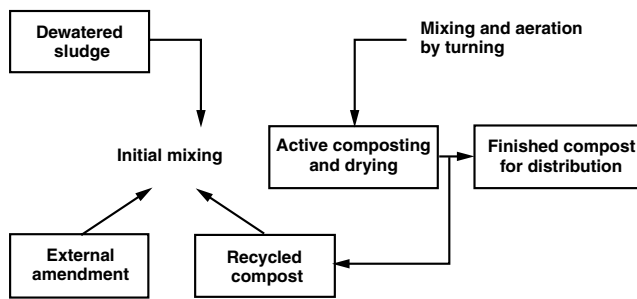 Dewatered
sludge
Mixing and aeration
by turning
Initial mixing
Active composting
and drying
Finished compost
for distribution
External
amendment
Recycled
compost